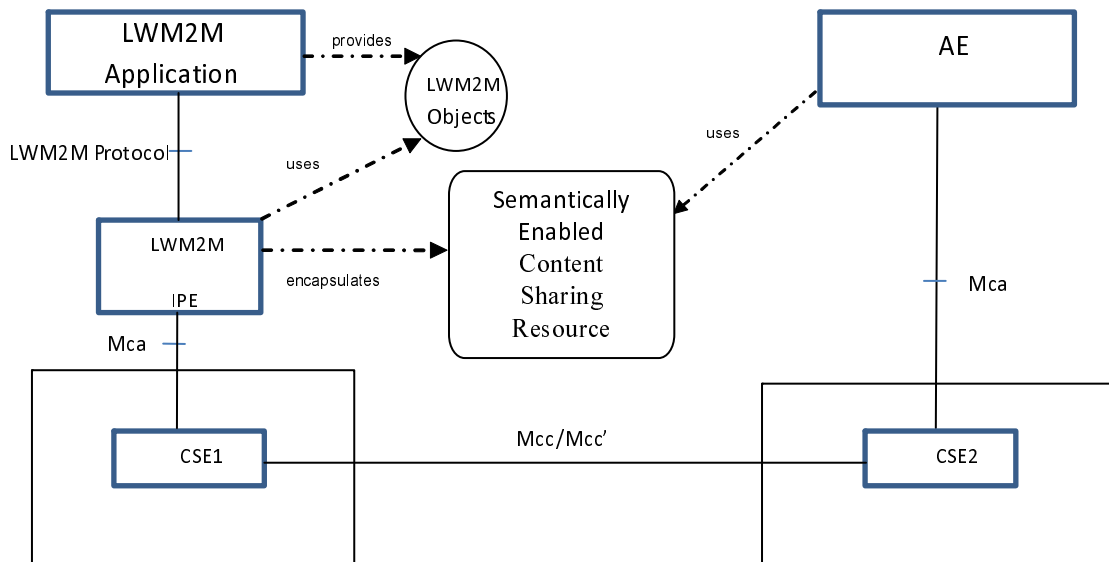 LWM2M
Application
provides
LWM2M
Objects
AE
LWM2M Protocol
uses
uses
Semantically
Enabled
Content
Sharing
Resource
LWM2M
IPE
encapsulates
Mca
Mca
CSE1
Mcc/Mcc’
CSE2